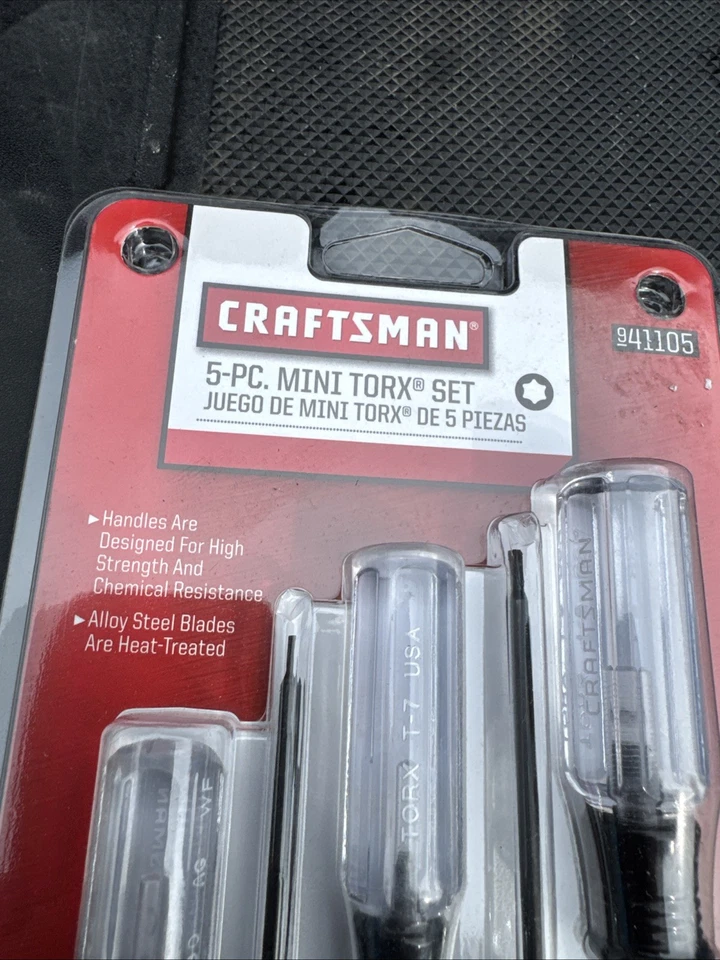 CRAFTSMAN®
941105
5-PC. MINI TORX® SET
JUEGO DE MINI TORX® DE 5 PIEZAS
▸Handles Are
Designed For High
Strength And
Chemical Resistance
▸Alloy Steel Blades
Are Heat-Treated
TORX T-7 USA
CRAFTSMAN
WF